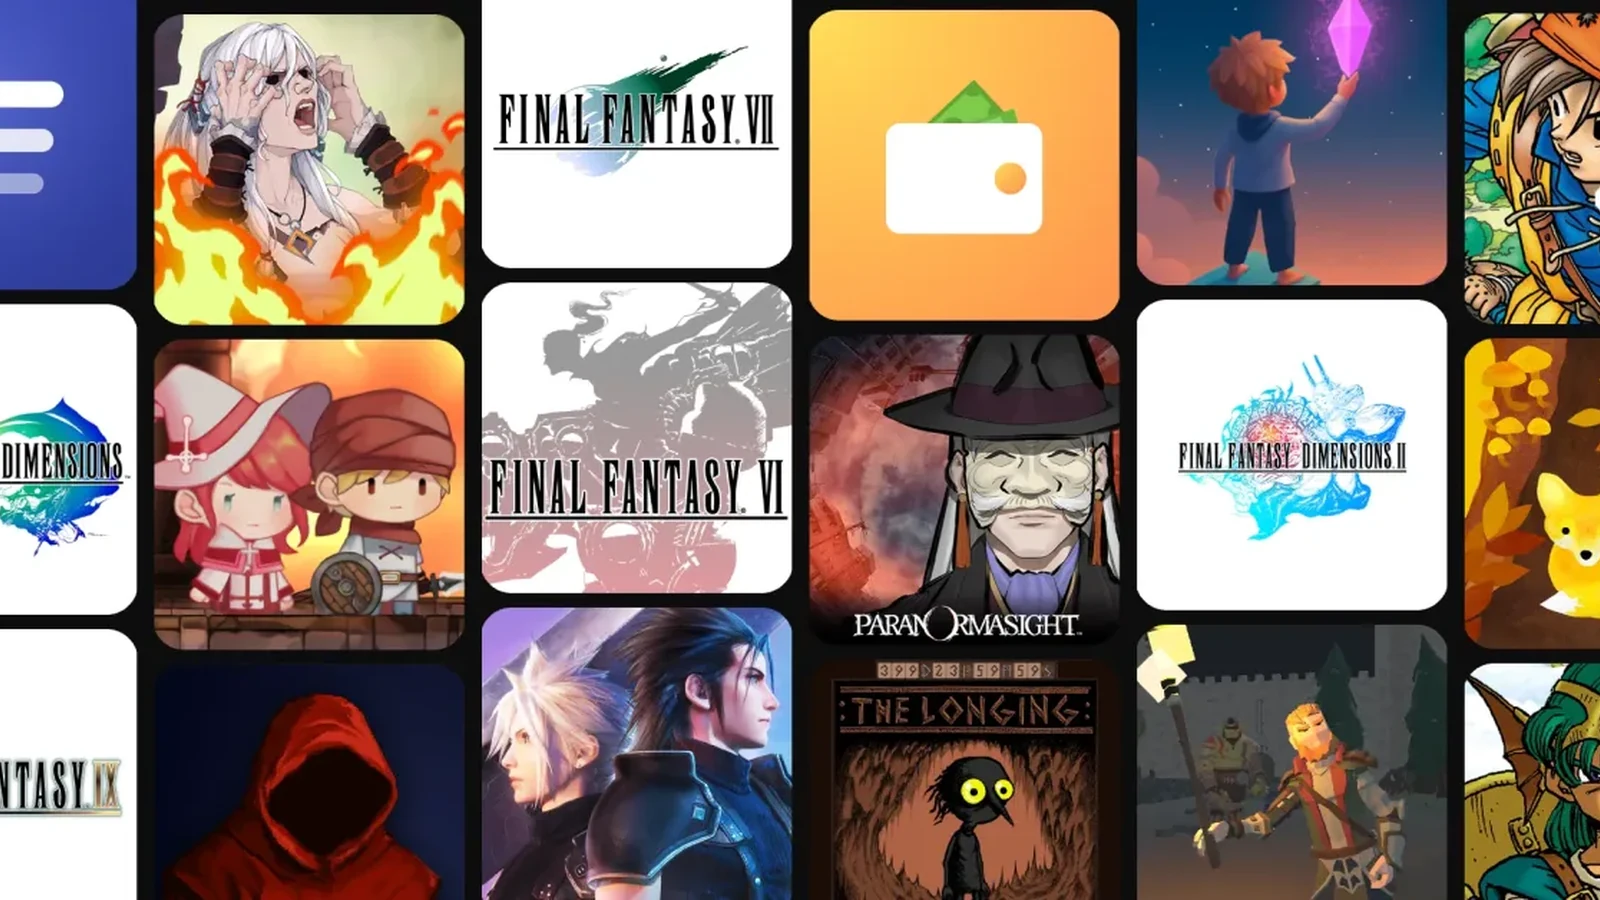 FINAL FANTASY VII
DIMENSIONS
FINAL FANTASY VI
PARANORMASIGHT
FINAL FANTASY DIMENSIONS II
NTASY IX
399:23:59:59
THE LONGING